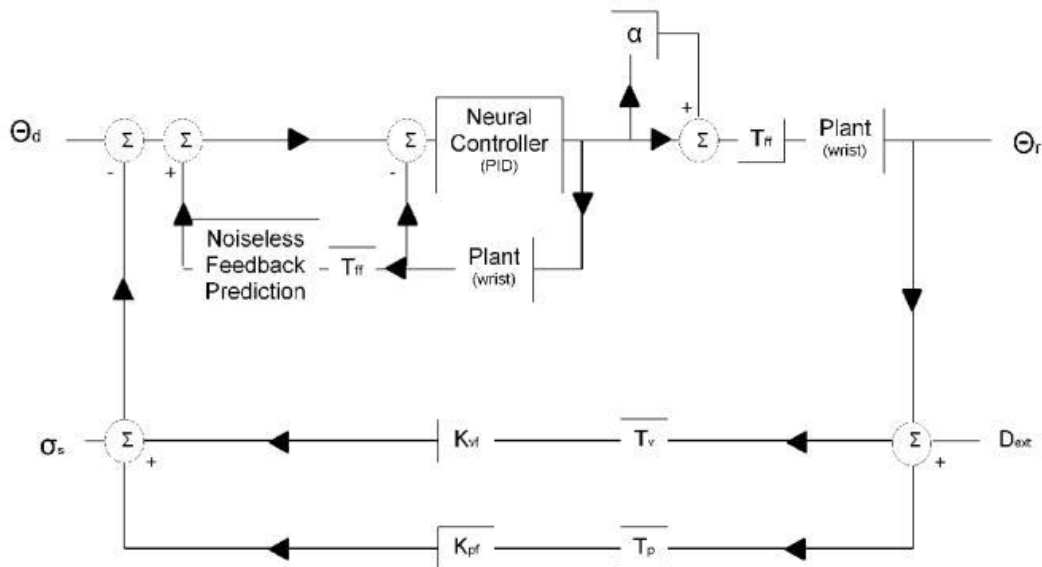 α
Θd
Σ
Σ
Σ
Neural
Controller
(PID)
Σ
Tff
Plant
(wrist)
Θr
-
+
-
+
Noiseless
Feedback
Prediction
Tff
Plant
(wrist)
σs
Σ
+
Kvf
Tv
Σ
+
Dext
Kpf
Tp